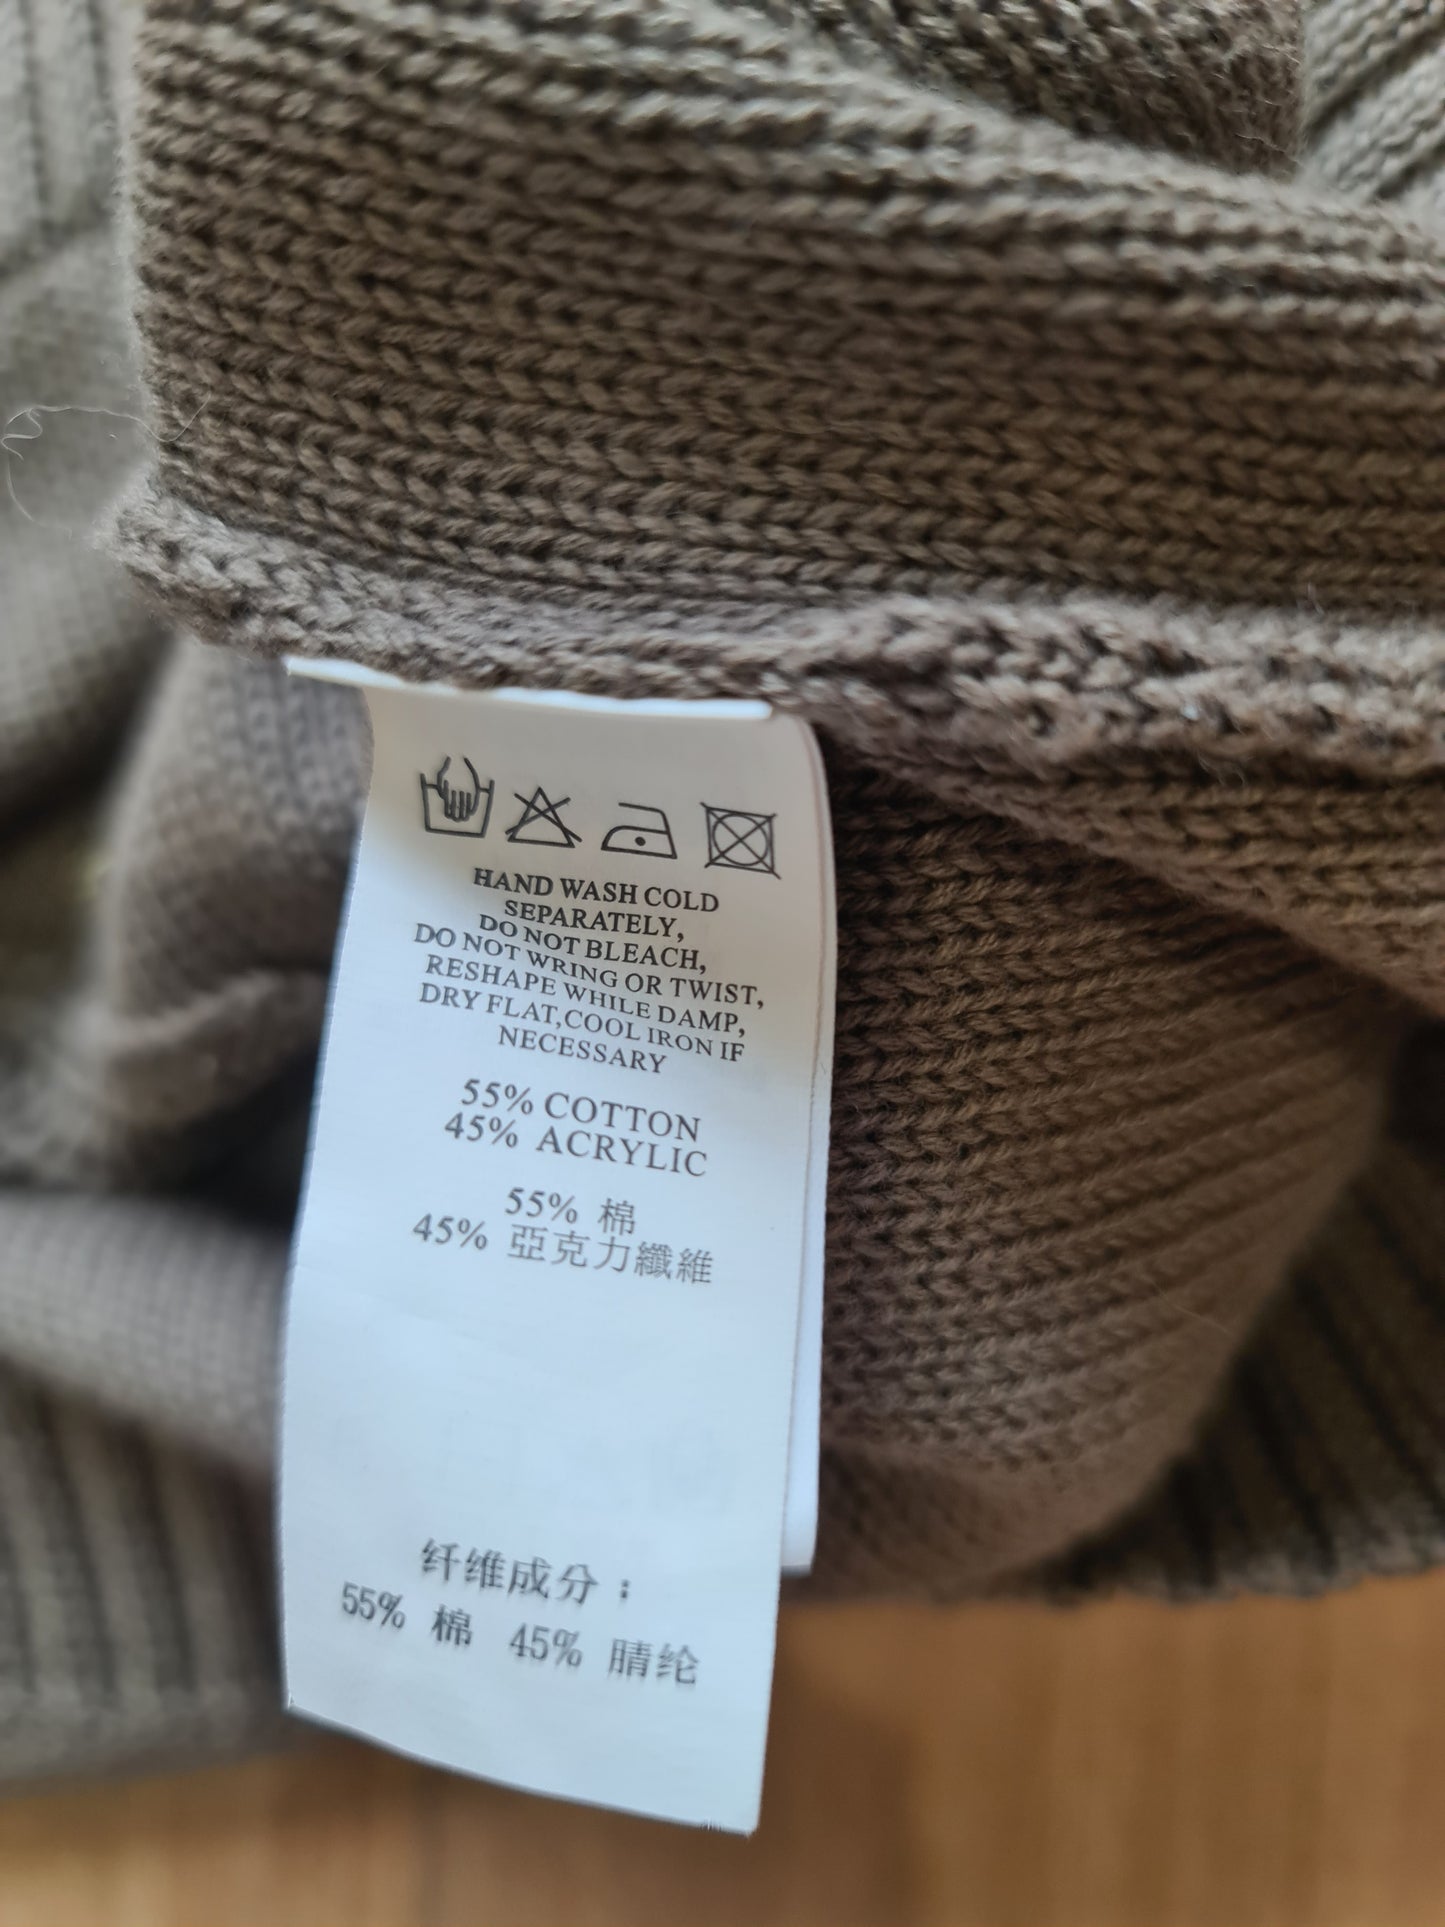 HAND WASH COLD
SEPARATELY,
DO NOT BLEACH,
DO NOT WRING OR TWIST,
RESHAPE WHILE DAMP,
DRY FLAT,COOL IRON IF
NECESSARY
55% COTTON
45% ACRYLIC
55% 棉
45% 亞克力纖維
纤维成分：
55% 棉 45% 腈纶